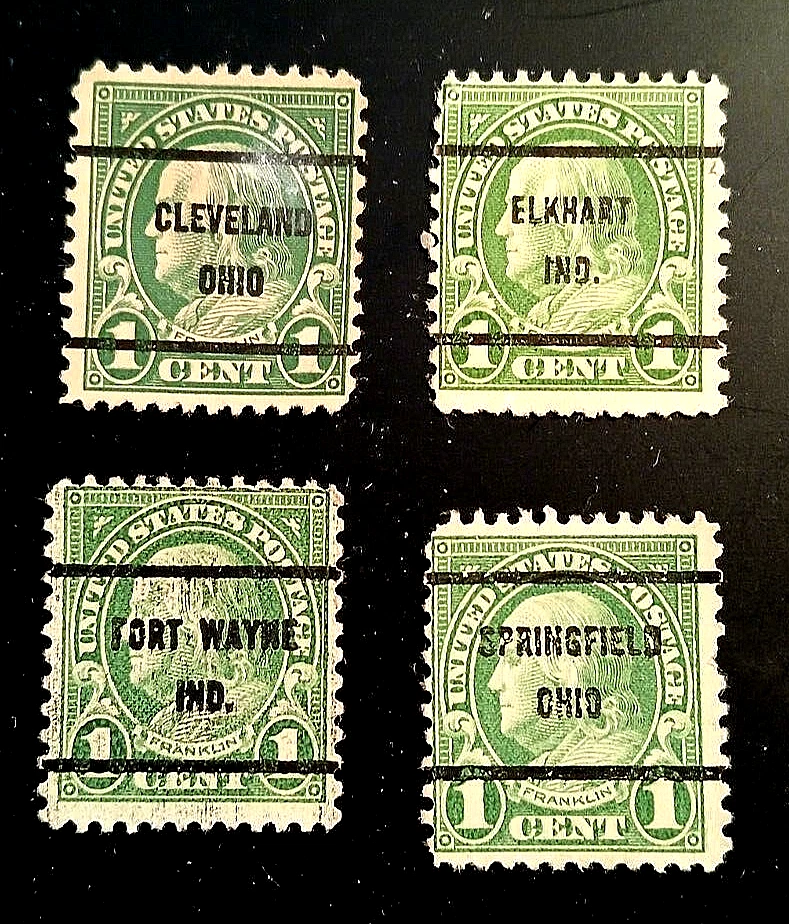 UNITED STATES POSTAGE
CLEVELAND
OHIO
FRANKLIN
1 CENT 1
UNITED STATES POSTAGE
ELKHART
IND.
1 CENT 1
UNITED STATES POSTAGE
FORT WAYNE
IND.
FRANKLIN
1 CENT 1
UNITED STATES POSTAGE
SPRINGFIELD
OHIO
FRANKLIN
1 CENT 1